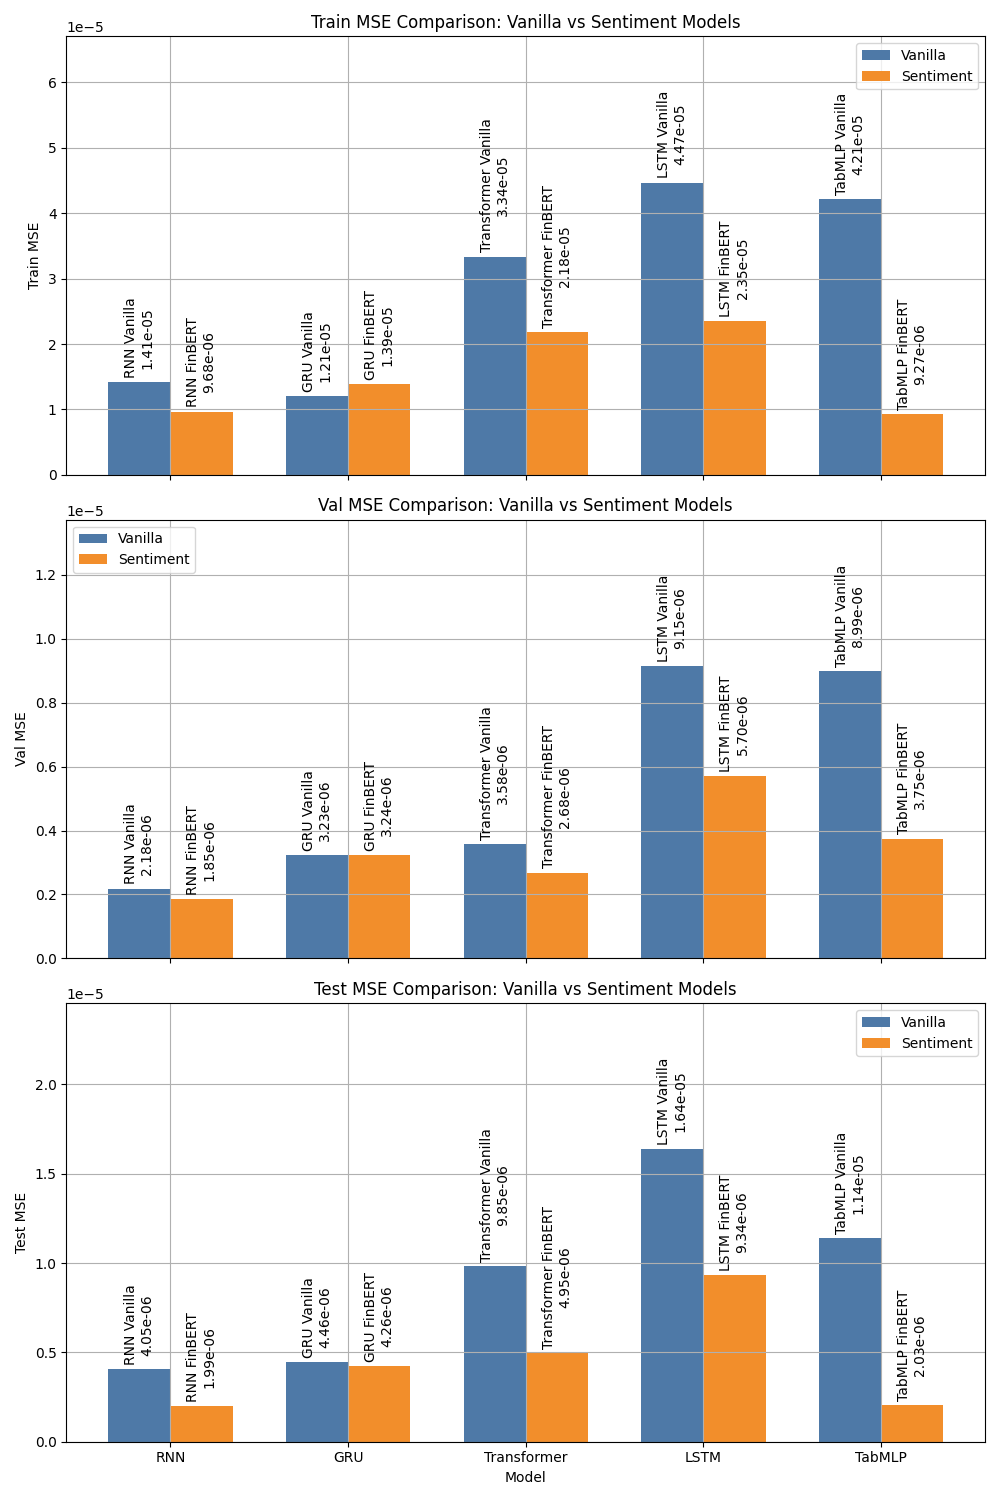 Train MSE Comparison: Vanilla vs Sentiment Models
1e−5
Vanilla
Sentiment
6
5
4
3
2
1
0
Train MSE
RNN Vanilla
1.41e-05
RNN FinBERT
9.68e-06
GRU Vanilla
1.21e-05
GRU FinBERT
1.39e-05
Transformer Vanilla
3.34e-05
Transformer FinBERT
2.18e-05
LSTM Vanilla
4.47e-05
LSTM FinBERT
2.35e-05
TabMLP Vanilla
4.21e-05
TabMLP FinBERT
9.27e-06
Val MSE Comparison: Vanilla vs Sentiment Models
1e−5
Vanilla
Sentiment
1.2
1.0
0.8
0.6
0.4
0.2
0.0
Val MSE
RNN Vanilla
2.18e-06
RNN FinBERT
1.85e-06
GRU Vanilla
3.23e-06
GRU FinBERT
3.24e-06
Transformer Vanilla
3.58e-06
Transformer FinBERT
2.68e-06
LSTM Vanilla
9.15e-06
LSTM FinBERT
5.70e-06
TabMLP Vanilla
8.99e-06
TabMLP FinBERT
3.75e-06
Test MSE Comparison: Vanilla vs Sentiment Models
1e−5
Vanilla
Sentiment
2.0
1.5
1.0
0.5
0.0
Test MSE
RNN Vanilla
4.05e-06
RNN FinBERT
1.99e-06
GRU Vanilla
4.46e-06
GRU FinBERT
4.26e-06
Transformer Vanilla
9.85e-06
Transformer FinBERT
4.95e-06
LSTM Vanilla
1.64e-05
LSTM FinBERT
9.34e-06
TabMLP Vanilla
1.14e-05
TabMLP FinBERT
2.03e-06
RNN
GRU
Transformer
LSTM
TabMLP
Model